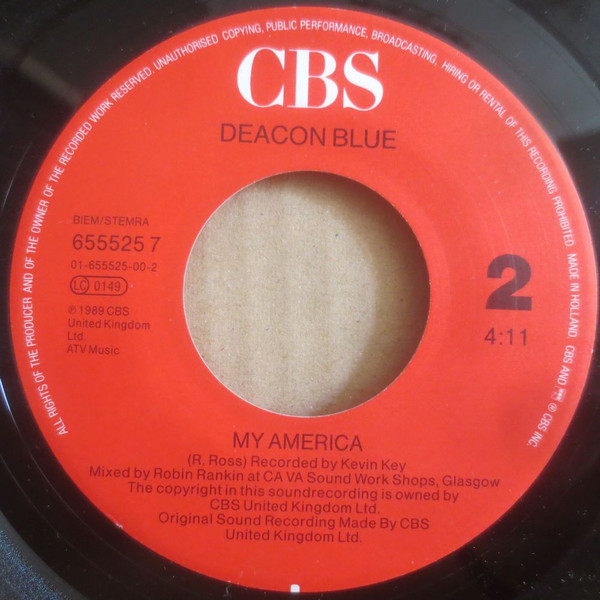 ALL RIGHTS OF THE PRODUCER AND OF THE OWNER OF THE RECORDED WORK RESERVED. UNAUTHORISED COPYING, PUBLIC PERFORMANCE, BROADCASTING, HIRING OR RENTAL OF THIS RECORDING PROHIBITED. MADE IN HOLLAND. CBS AND ® CBS INC.
CBS
DEACON BLUE
BIEM/STEMRA
655525 7
01-655525-00-2
LC 0149
℗ 1989 CBS
United Kingdom
Ltd.
ATV Music
2
4:11
MY AMERICA
(R. Ross) Recorded by Kevin Key
Mixed by Robin Rankin at CA VA Sound Work Shops, Glasgow
The copyright in this soundrecording is owned by
CBS United Kingdom Ltd.
Original Sound Recording Made By CBS
United Kingdom Ltd.